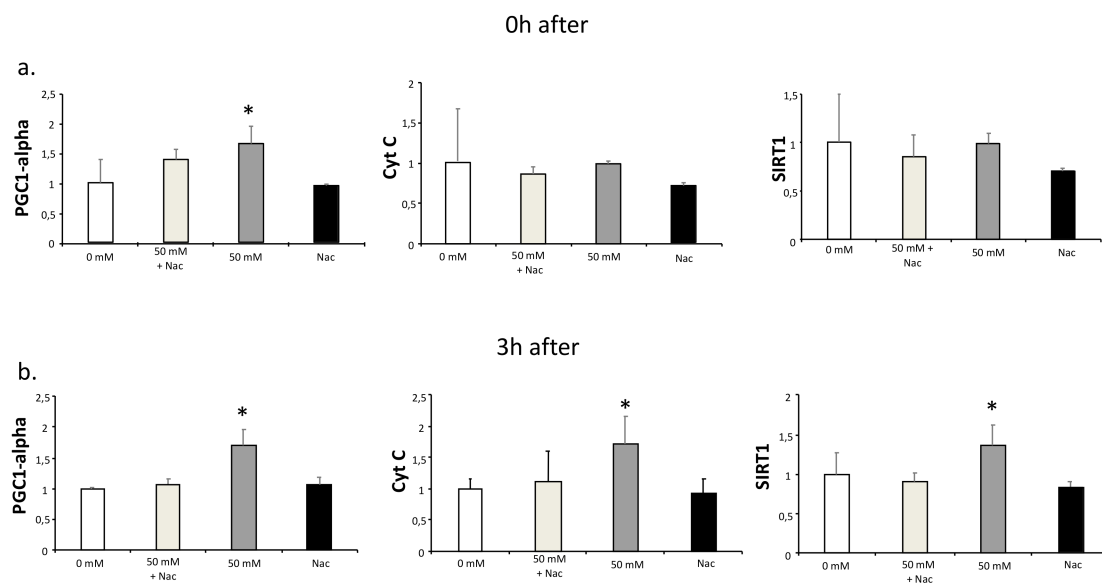 0h after
a.
PGC1-alpha
2,5
2
1,5
1
0,5
0
*
0 mM
50 mM
+ Nac
50 mM
Nac
Cyt C
2
1,5
1
0,5
0
0 mM
50 mM
+ Nac
50 mM
Nac
SIRT1
1,5
1
0,5
0
0 mM
50 mM +
Nac
50 mM
Nac
3h after
b.
PGC1-alpha
2,5
2
1,5
1
0,5
0
*
0 mM
50 mM
+ Nac
50 mM
Nac
Cyt C
2,5
2
1,5
1
0,5
0
*
0 mM
50 mM
+ Nac
50 mM
Nac
SIRT1
2
1,5
1
0,5
0
*
0 mM
50 mM
+ Nac
50 mM
Nac